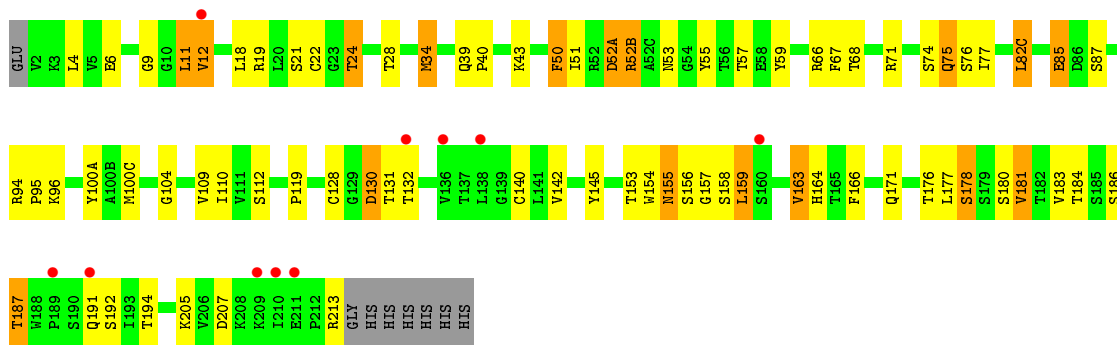 GLU V2 K3 L4 V5 E6 G9 G10 L11 V12 L18 R19 L20 S21 C22 G23 T24 T28 M34 Q39 P40 K43 F50 I51 R52 D52A R52B A52C N53 G54 Y55 T56 T57 E58 Y59 R66 F67 T68 R71 S74 Q75 S76 I77 L82C E85 D86 S87
R94 P95 K96 Y100A A100B M100C G104 V109 I110 V111 S112 P119 C128 G129 D130 T131 T132 V136 T137 L138 G139 C140 L141 V142 Y145 T153 W154 N155 S156 G157 S158 L159 S160 V163 H164 T165 F166 Q171 T176 L177 S178 S179 S180 V181 T182 V183 T184 S185 S186
T187 W188 P189 S190 Q191 S192 I193 T194 K205 V206 D207 K208 K209 I210 E211 P212 R213 GLY HIS HIS HIS HIS HIS HIS